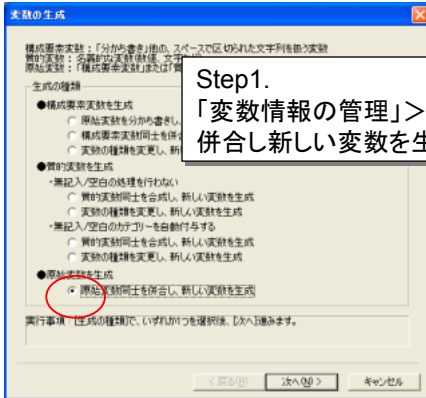 変数の生成
構成要素変数：「分かち書き」他の、スペースで区切られた文字列を扱う変数
質的変数：名義的な変数(数値、文字
原始変数：「構成要素変数」または「質
生成の種類
●構成要素変数を生成
原始変数を分かち書きし、
構成要素変数同士を併合
変数の種類を変更し、新
●質的変数を生成
・無記入/空白の処理を行わない
質的変数同士を合成し、新しい変数を生成
変数の種類を変更し、新しい変数を生成
・無記入/空白のカテゴリーを自動付与する
質的変数同士を合成し、新しい変数を生成
変数の種類を変更し、新しい変数を生成
●原始変数を生成
原始変数同士を併合し、新しい変数を生成
実行事項：[生成の種類]で、いずれか1つを選択後、[次へ]進みます。
< 戻る(B) 次へ(N) > キャンセル
Step1.
「変数情報の管理」＞
併合し新しい変数を生